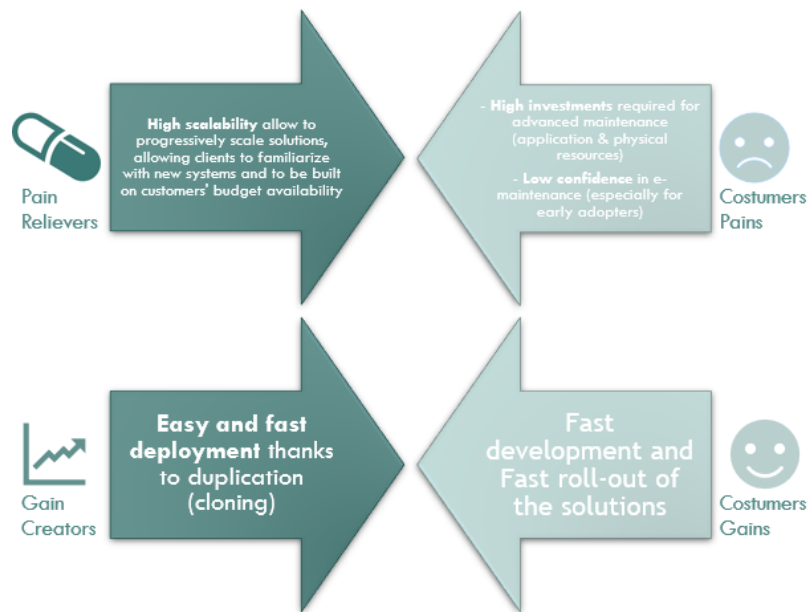 Pain
Relievers
High scalability allow to
progressively scale solutions,
allowing clients to familiarize
with new systems and to be built
on customers' budget availability
- High investments required for
advanced maintenance
(application & physical
resources)
- Low confidence in e-
maintenance (especially for
early adopters)
Costumers
Pains
Gain
Creators
Easy and fast
deployment thanks
to duplication
(cloning)
Fast
development and
Fast roll-out of
the solutions
Costumers
Gains